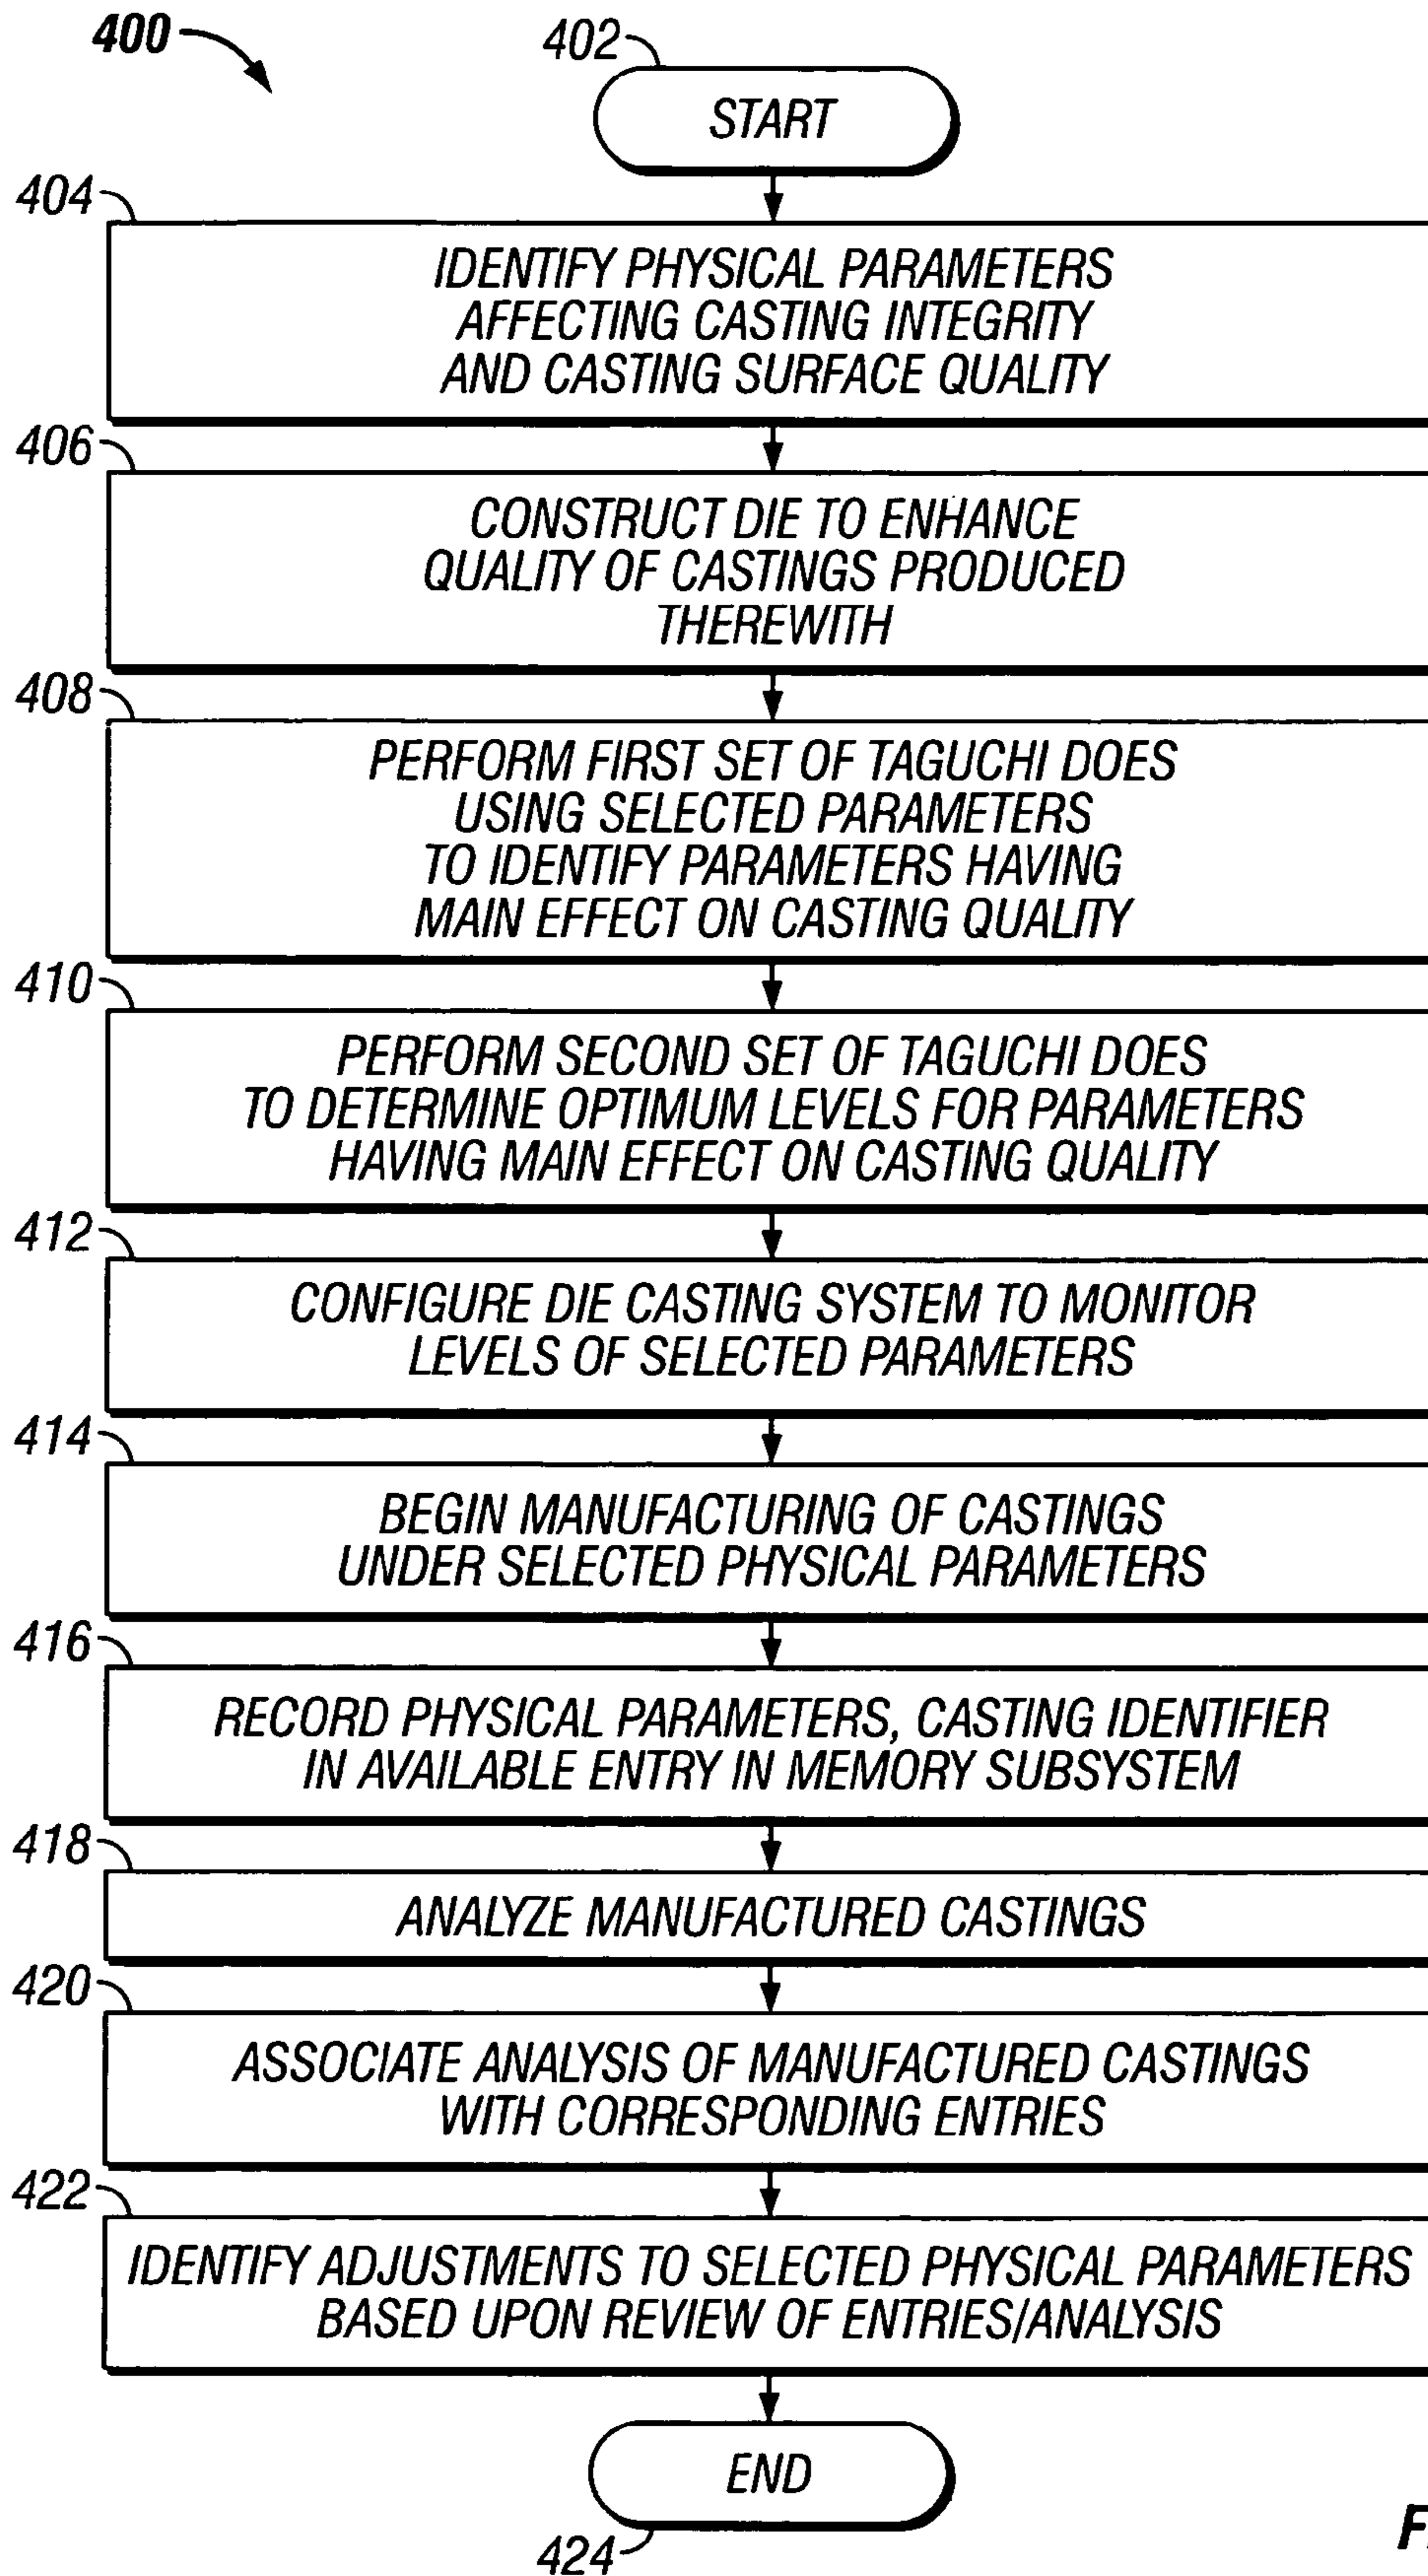 400
402
START
404
IDENTIFY PHYSICAL PARAMETERS
AFFECTING CASTING INTEGRITY
AND CASTING SURFACE QUALITY
406
CONSTRUCT DIE TO ENHANCE
QUALITY OF CASTINGS PRODUCED
THEREWITH
408
PERFORM FIRST SET OF TAGUCHI DOES
USING SELECTED PARAMETERS
TO IDENTIFY PARAMETERS HAVING
MAIN EFFECT ON CASTING QUALITY
410
PERFORM SECOND SET OF TAGUCHI DOES
TO DETERMINE OPTIMUM LEVELS FOR PARAMETERS
HAVING MAIN EFFECT ON CASTING QUALITY
412
CONFIGURE DIE CASTING SYSTEM TO MONITOR
LEVELS OF SELECTED PARAMETERS
414
BEGIN MANUFACTURING OF CASTINGS
UNDER SELECTED PHYSICAL PARAMETERS
416
RECORD PHYSICAL PARAMETERS, CASTING IDENTIFIER
IN AVAILABLE ENTRY IN MEMORY SUBSYSTEM
418
ANALYZE MANUFACTURED CASTINGS
420
ASSOCIATE ANALYSIS OF MANUFACTURED CASTINGS
WITH CORRESPONDING ENTRIES
422
IDENTIFY ADJUSTMENTS TO SELECTED PHYSICAL PARAMETERS
BASED UPON REVIEW OF ENTRIES/ANALYSIS
END
424